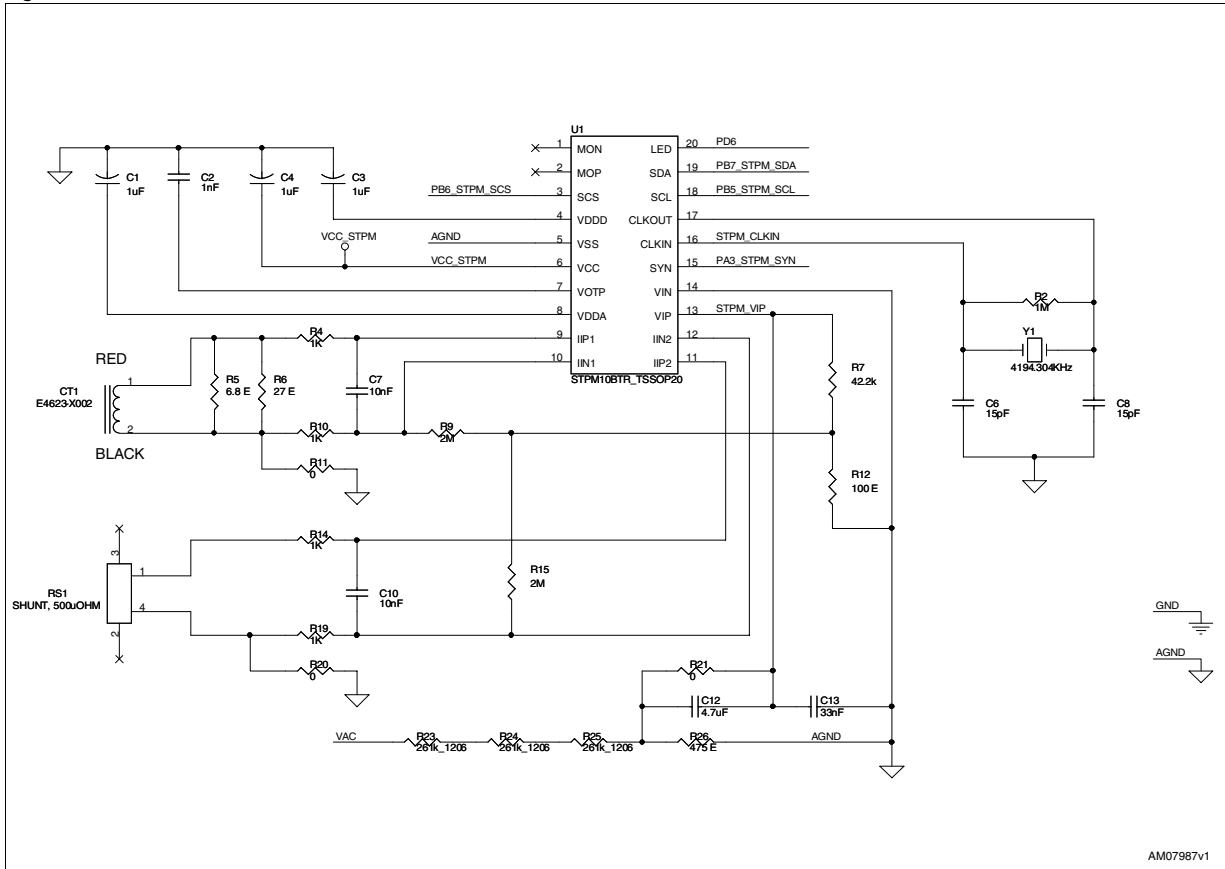 U1
1 MON LED 20 PD6
2 MOP SDA 19 PB7_STPM_SDA
PB6_STPM_SCS 3 SCS SCL 18 PB5_STPM_SCL
4 VDDD CLKOUT 17
AGND 5 VSS CLKIN 16 STPM_CLKIN
VCC_STPM
VCC_STPM 6 VCC SYN 15 PA3_STPM_SYN
7 VOTP VIN 14
8 VDDA VIP 13 STPM_VIP
9 IIP1 IIN2 12
10 IIN1 IIP2 11
STPM10BTR_TSSOP20
C1
1uF
C2
1nF
C4
1uF
C3
1uF
R2
1M
Y1
4194.304KHz
C6
15pF
C8
15pF
RED
CT1
E4623-X002
1
2
BLACK
R5
6.8 E
R6
27 E
R4
1K
C7
10nF
R10
1K
R11
0
R9
2M
R7
42.2k
R12
100 E
RS1
SHUNT, 500uOHM
3
1
4
2
R14
1K
C10
10nF
R19
1K
R20
0
R15
2M
R21
0
C12
4.7uF
C13
33nF
VAC
R23
261k_1206
R24
261k_1206
R25
261k_1206
R26
475 E
AGND
GND
AGND
AM07987v1